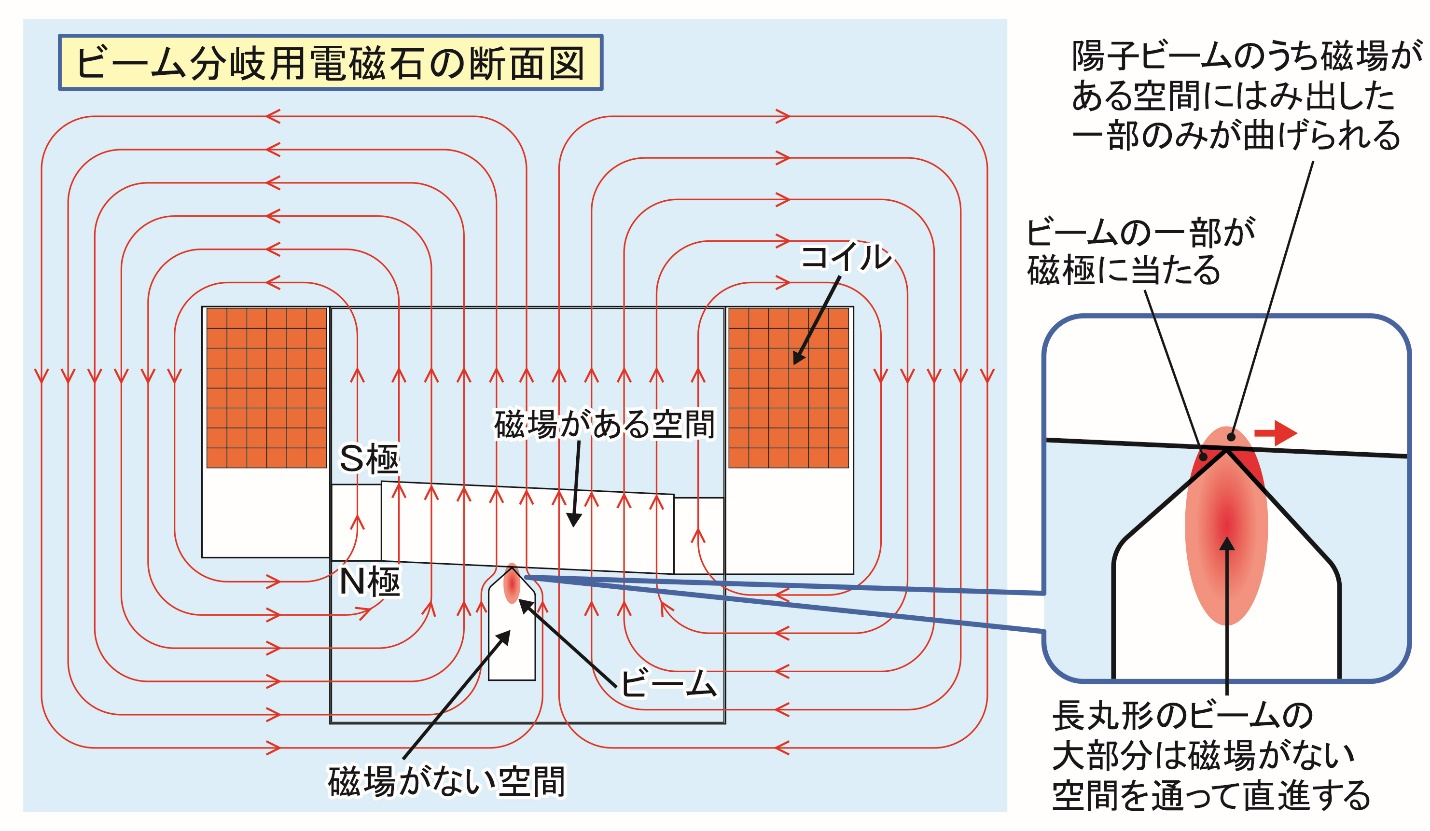 ビーム分岐用電磁石の断面図
陽子ビームのうち磁場が
ある空間にはみ出した
一部のみが曲げられる
ビームの一部が
磁極に当たる
コイル
磁場がある空間
S極
N極
ビーム
磁場がない空間
長丸形のビームの
大部分は磁場がない
空間を通って直進する